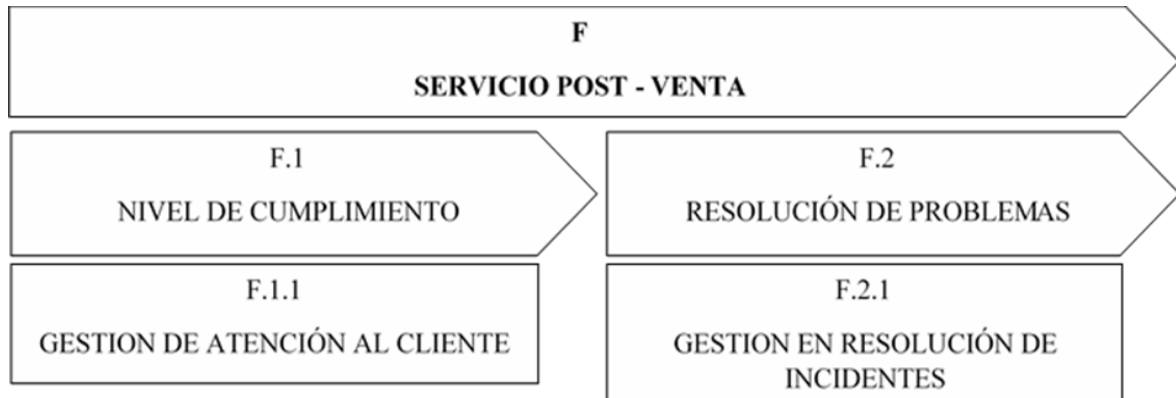 F
SERVICIO POST - VENTA
F.1
NIVEL DE CUMPLIMIENTO
F.2
RESOLUCIÓN DE PROBLEMAS
F.1.1
GESTION DE ATENCIÓN AL CLIENTE
F.2.1
GESTION EN RESOLUCIÓN DE
INCIDENTES